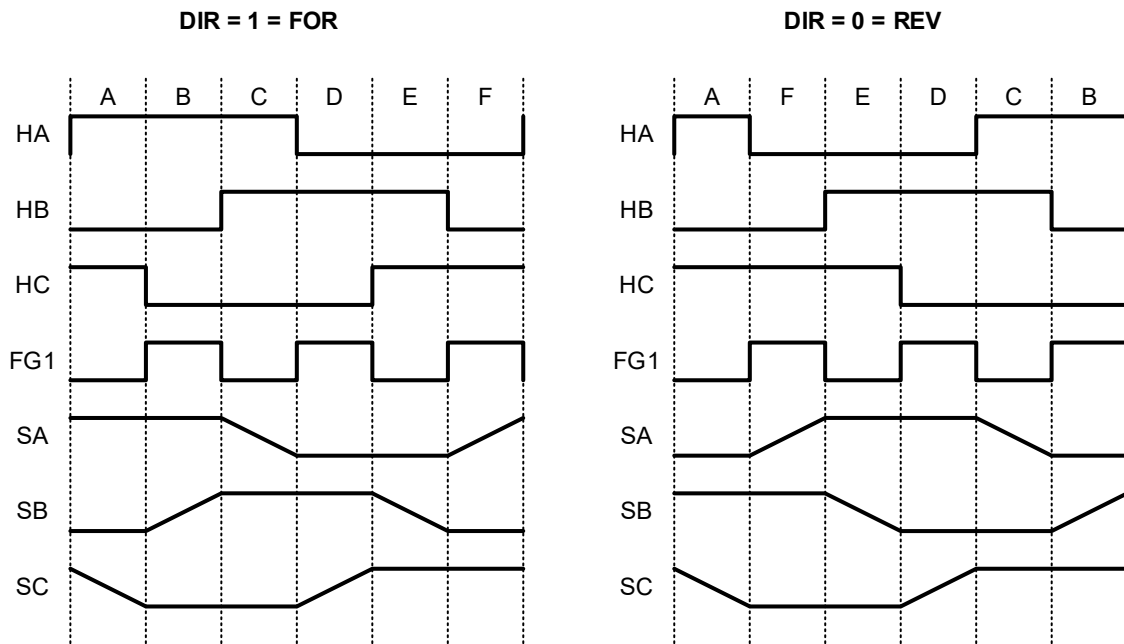 DIR = 1 = FOR
DIR = 0 = REV
A B C D E F
A F E D C B
HA
HA
HB
HB
HC
HC
FG1
FG1
SA
SA
SB
SB
SC
SC